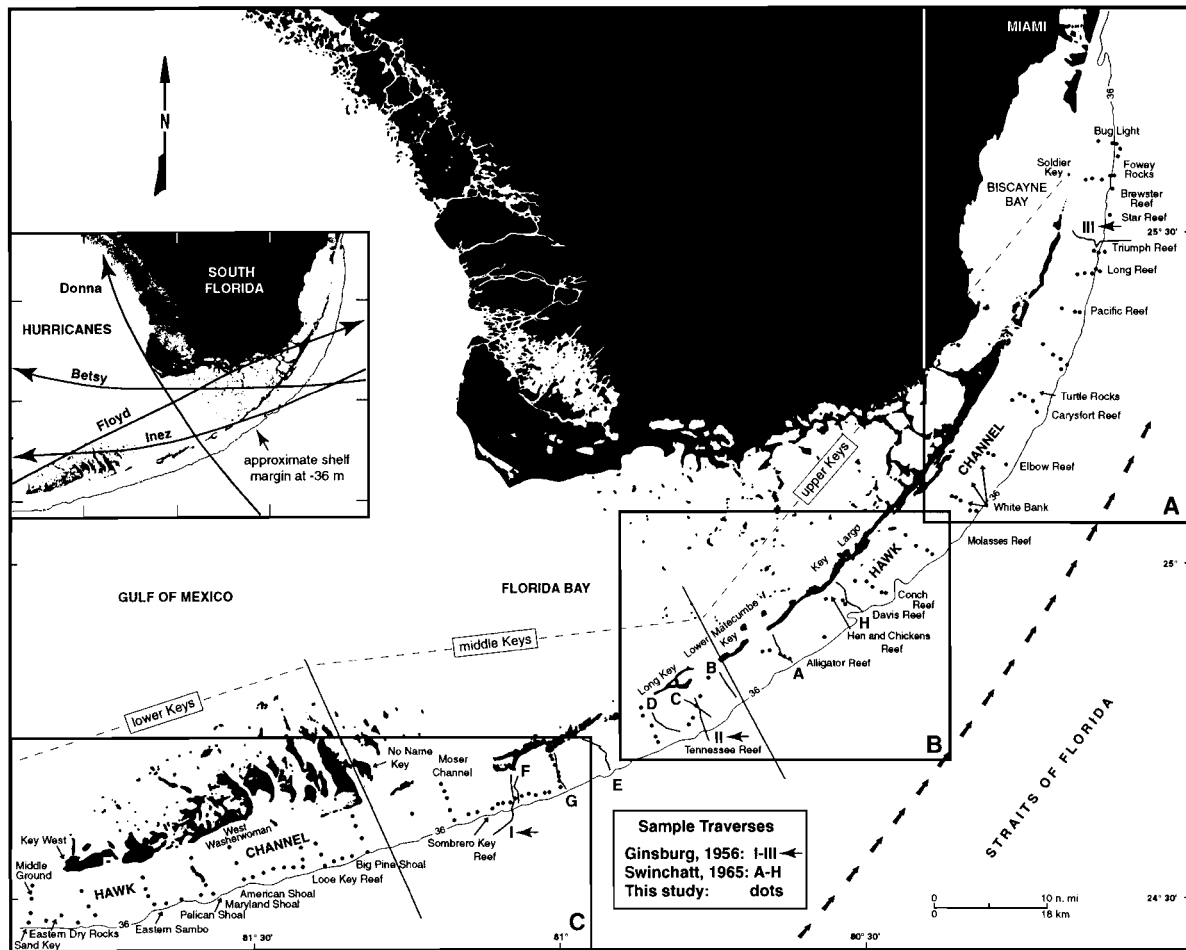 MIAMI
N
36
Bug Light
Soldier
Key
Fowey
Rocks
BISCAYNE
BAY
Brewster
Reef
Star Reef
III
25° 30'
Triumph Reef
Long Reef
Pacific Reef
Turtle Rocks
Carysfort Reef
CHANNEL
Elbow Reef
36
White Bank
A
SOUTH
FLORIDA
Donna
HURRICANES
Betsy
Floyd
Inez
approximate shelf
margin at -36 m
upper Keys
Molasses Reef
Key Largo
HAWK
25°
Conch
Reef
Davis Reef
H
Hen and Chickens
Reef
GULF OF MEXICO
FLORIDA BAY
Lower Matecumbe
Key
middle Keys
Alligator Reef
A
Long Key
B
C
D
36
II
Tennessee Reef
B
lower Keys
No Name
Key
Moser
Channel
F
E
G
36
I
Sombrero Key
Reef
Key West
West
Washerwoman
CHANNEL
Big Pine Shoal
Middle
Ground
HAWK
Looe Key Reef
American Shoal
Maryland Shoal
Pelican Shoal
36
Eastern Sambo
Eastern Dry Rocks
Sand Key
C
Sample Traverses
Ginsburg, 1956: I-III
Swinchatt, 1965: A-H
This study: dots
STRAITS OF FLORIDA
0 10 n. mi
0 18 km
24° 30'
81° 30'
81°
80° 30'